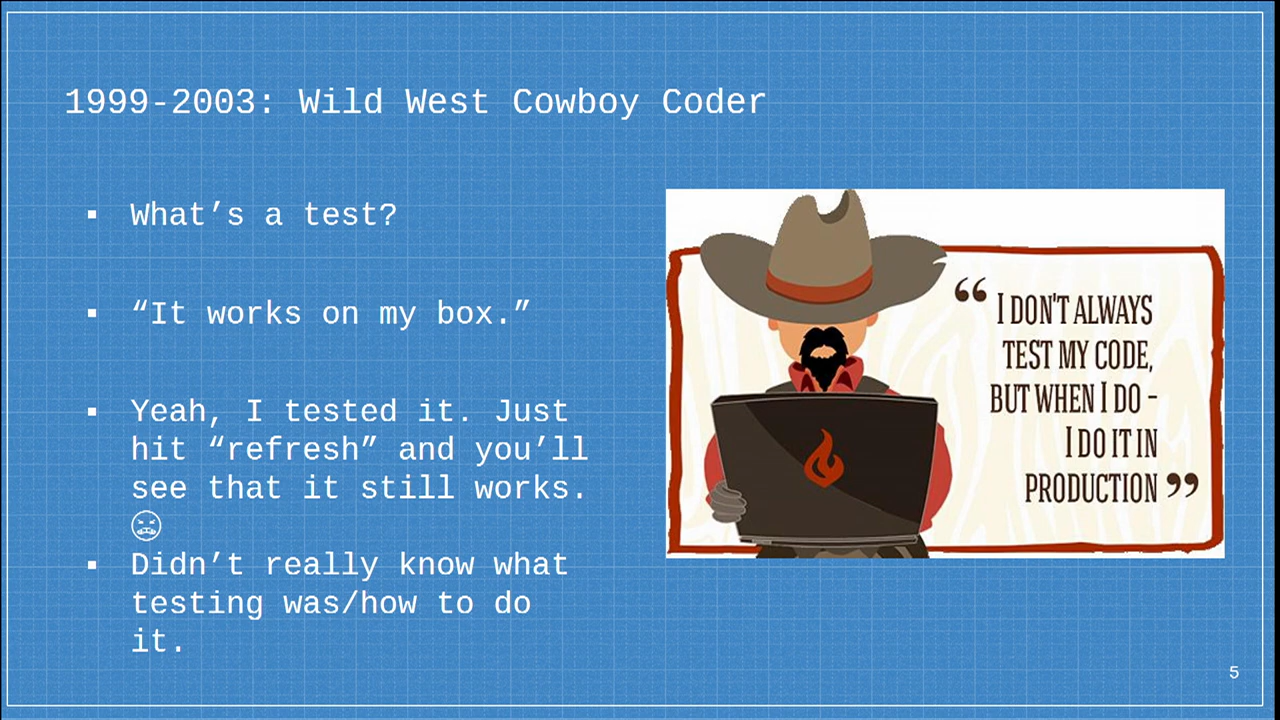 1999-2003: Wild West Cowboy Coder
▪ What’s a test?
▪ “It works on my box.”
▪ Yeah, I tested it. Just
hit “refresh” and you’ll
see that it still works.
😖
▪ Didn’t really know what
testing was/how to do
it.
“ I DON'T ALWAYS
TEST MY CODE,
BUT WHEN I DO -
I DO IT IN
PRODUCTION ”
5